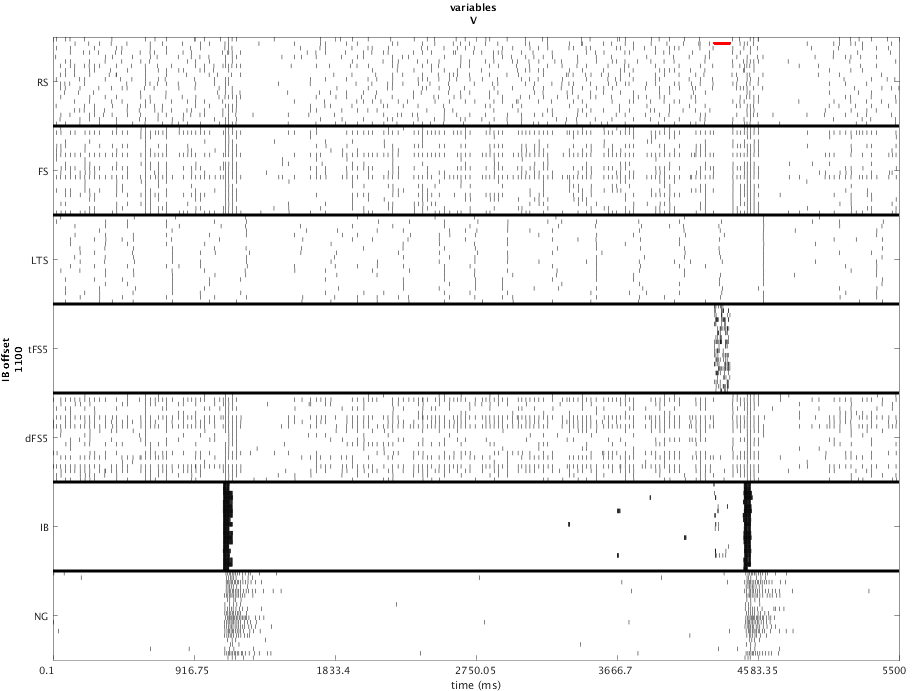 variables
V
RS
FS
LTS
tFS5
dFS5
IB
NG
IB offset
1100
0.1 916.75 1833.4 2750.05 3666.7 4583.35 5500
time (ms)